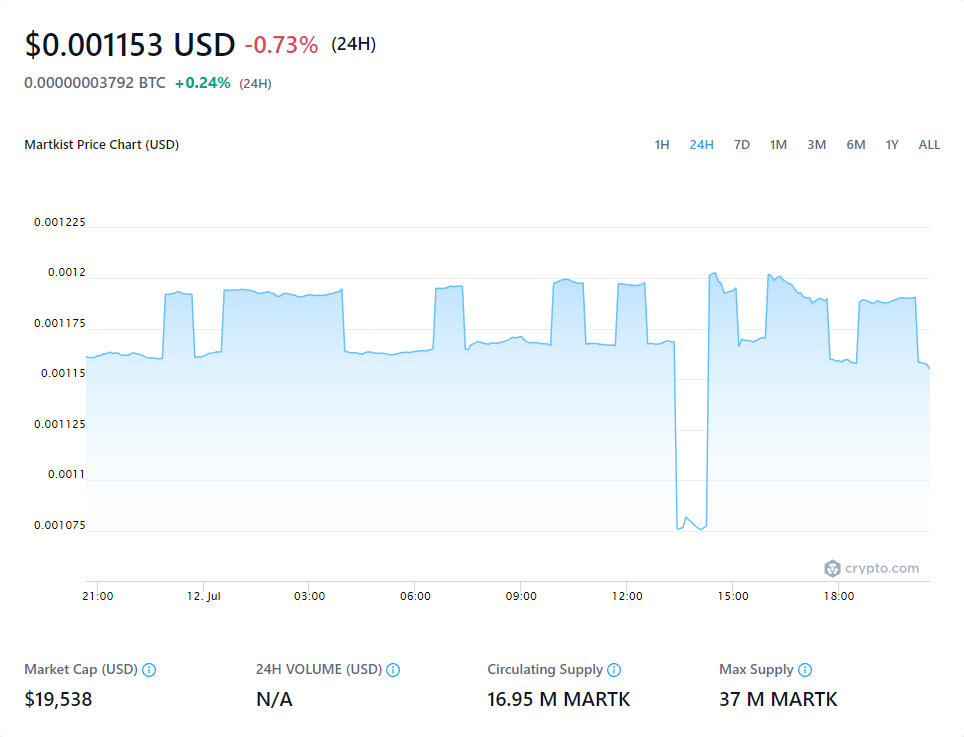 $0.001153 USD -0.73% (24H)
0.00000003792 BTC +0.24% (24H)
Martkist Price Chart (USD) 1H 24H 7D 1M 3M 6M 1Y ALL
0.001225
0.0012
0.001175
0.00115
0.001125
0.0011
0.001075
crypto.com
21:00 12. Jul 03:00 06:00 09:00 12:00 15:00 18:00
Market Cap (USD) 24H VOLUME (USD) Circulating Supply Max Supply
$19,538 N/A 16.95 M MARTK 37 M MARTK